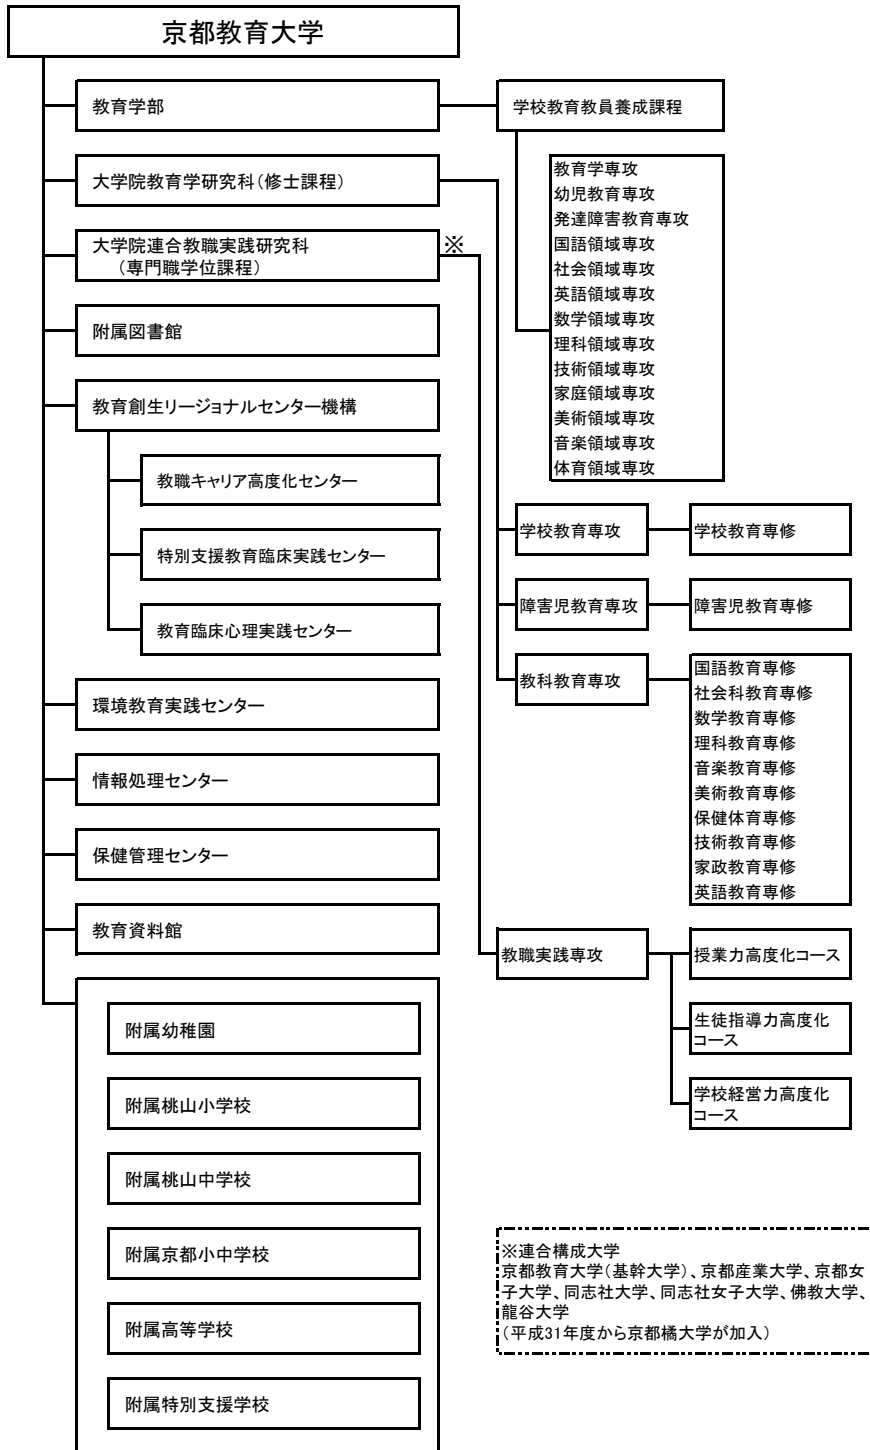 京都教育大学
教育学部
学校教育教員養成課程
教育学専攻
幼児教育専攻
発達障害教育専攻
国語領域専攻
社会領域専攻
英語領域専攻
数学領域専攻
理科領域専攻
技術領域専攻
家庭領域専攻
美術領域専攻
音楽領域専攻
体育領域専攻
大学院教育学研究科(修士課程)
学校教育専攻
学校教育専修
障害児教育専攻
障害児教育専修
教科教育専攻
国語教育専修
社会科教育専修
数学教育専修
理科教育専修
音楽教育専修
美術教育専修
保健体育専修
技術教育専修
家政教育専修
英語教育専修
大学院連合教職実践研究科
(専門職学位課程)
※
教職実践専攻
授業力高度化コース
生徒指導力高度化
コース
学校経営力高度化
コース
附属図書館
教育創生リージョナルセンター機構
教職キャリア高度化センター
特別支援教育臨床実践センター
教育臨床心理実践センター
環境教育実践センター
情報処理センター
保健管理センター
教育資料館
附属幼稚園
附属桃山小学校
附属桃山中学校
附属京都小中学校
附属高等学校
附属特別支援学校
※連合構成大学
京都教育大学(基幹大学)、京都産業大学、京都女
子大学、同志社大学、同志社女子大学、佛教大学、
龍谷大学
(平成31年度から京都橘大学が加入)